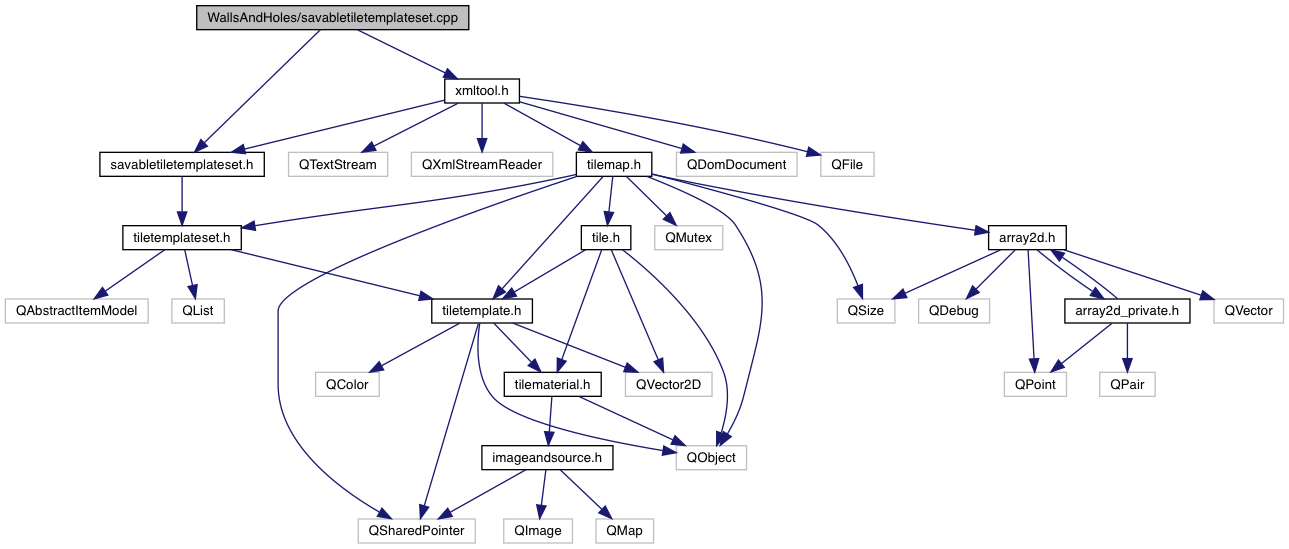 WallsAndHoles/savabletiletemplateset.cpp
xmltool.h
savabletiletemplateset.h
QTextStream
QXmlStreamReader
tilemap.h
QDomDocument
QFile
tiletemplateset.h
tile.h
QMutex
array2d.h
QAbstractItemModel
QList
tiletemplate.h
QSize
QDebug
array2d_private.h
QVector
QColor
tilematerial.h
QVector2D
QPoint
QPair
imageandsource.h
QObject
QSharedPointer
QImage
QMap